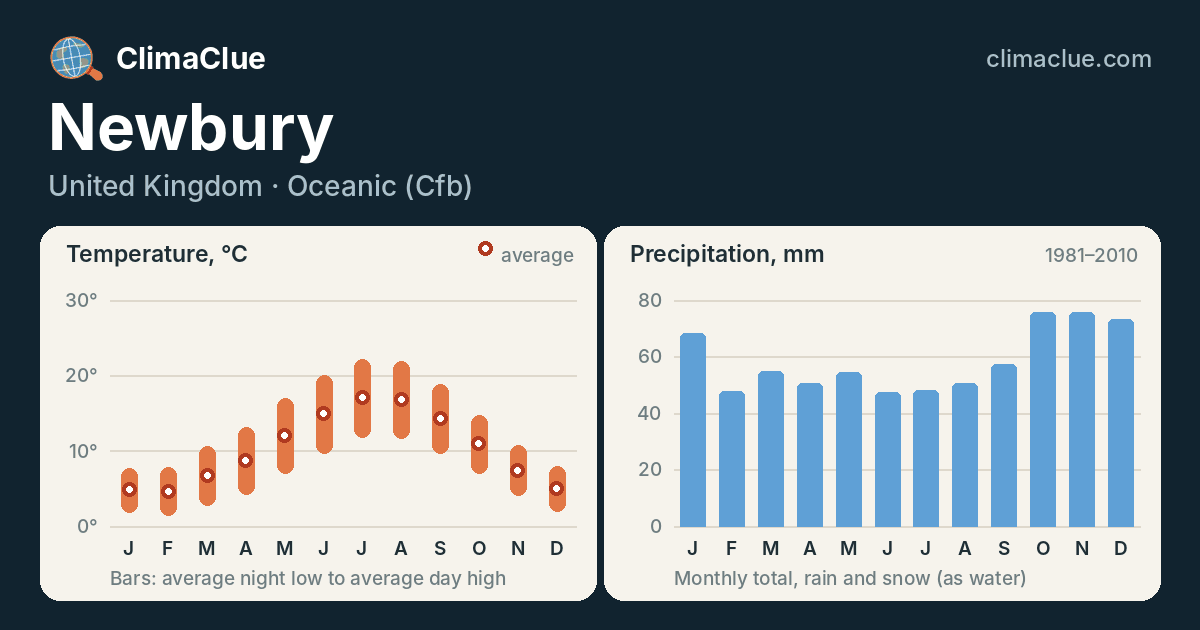 ClimaClue
climaclue.com
Newbury
United Kingdom · Oceanic (Cfb)
Temperature, °C
average
30°
20°
10°
0°
J F M A M J J A S O N D
Bars: average night low to average day high
Precipitation, mm
1981–2010
80
60
40
20
0
J F M A M J J A S O N D
Monthly total, rain and snow (as water)